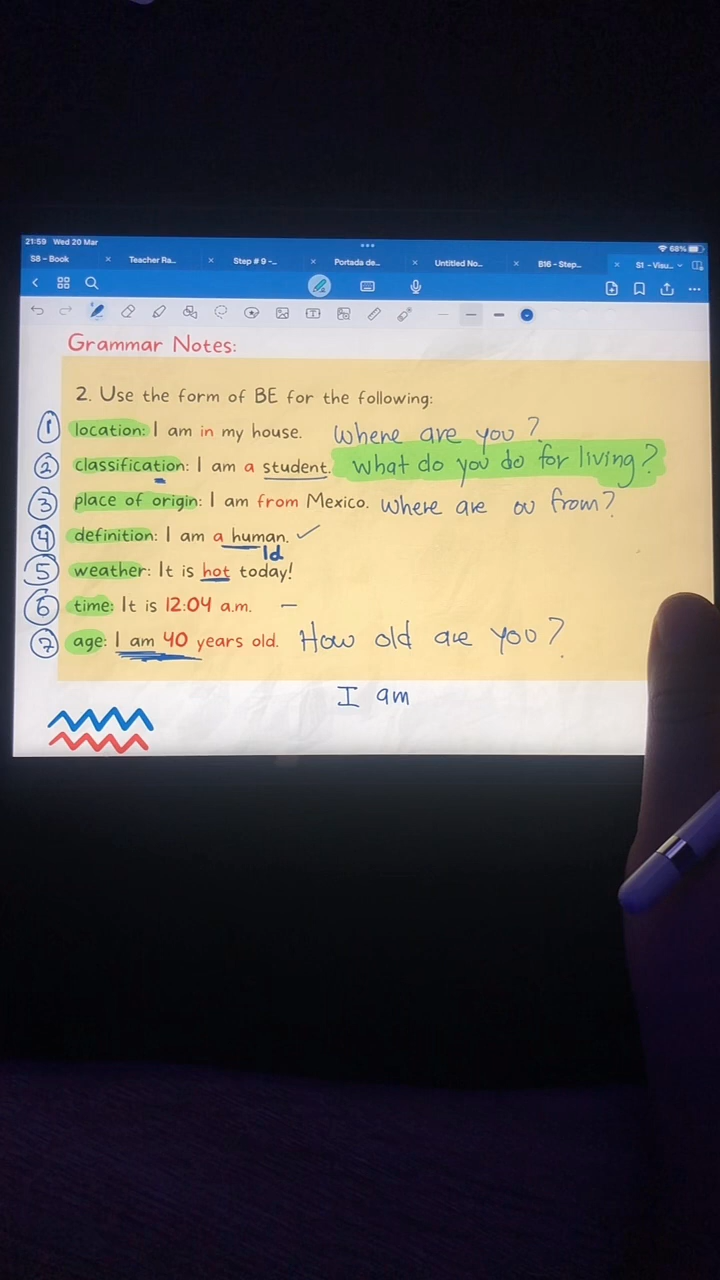 21:59 Wed 20 Mar
68%
S8 - Book × Teacher Ra... × Step # 9 -... × Portada de... × Untitled No... × B16 - Step... × S1 - Visu...
Grammar Notes:
2. Use the form of BE for the following:
1 location: I am in my house. Where are you?
2 classification: I am a student. What do you do for living?
3 place of origin: I am from Mexico. Where are ou from?
4 definition: I am a human. ✓
Id
5 weather: It is hot today!
6 time: It is 12:04 a.m. –
7 age: I am 40 years old. How old are you?
I am